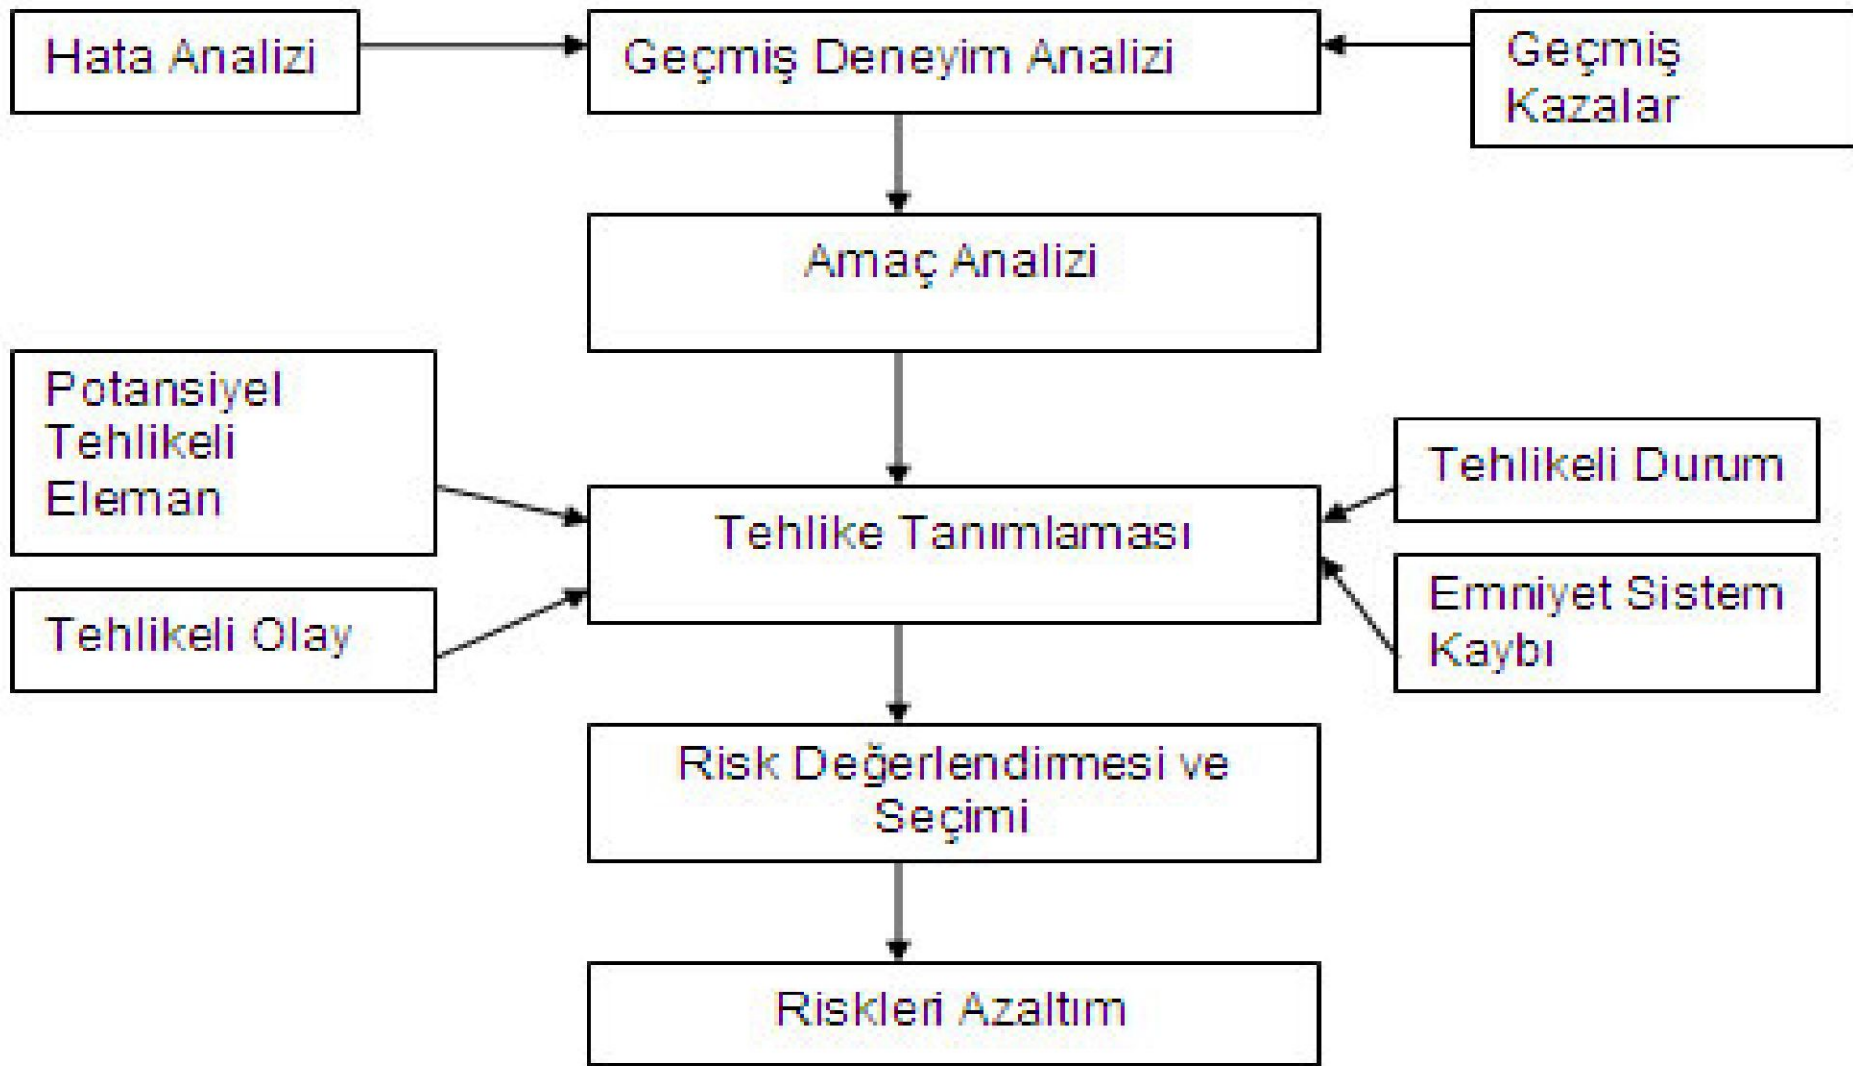 Hata Analizi
Geçmiş Deneyim Analizi
Geçmiş
Kazalar
Amaç Analizi
Potansiyel
Tehlikeli
Eleman
Tehlikeli Durum
Tehlike Tanımlaması
Tehlikeli Olay
Emniyet Sistem
Kaybı
Risk Değerlendirmesi ve
Seçimi
Riskleri Azaltım